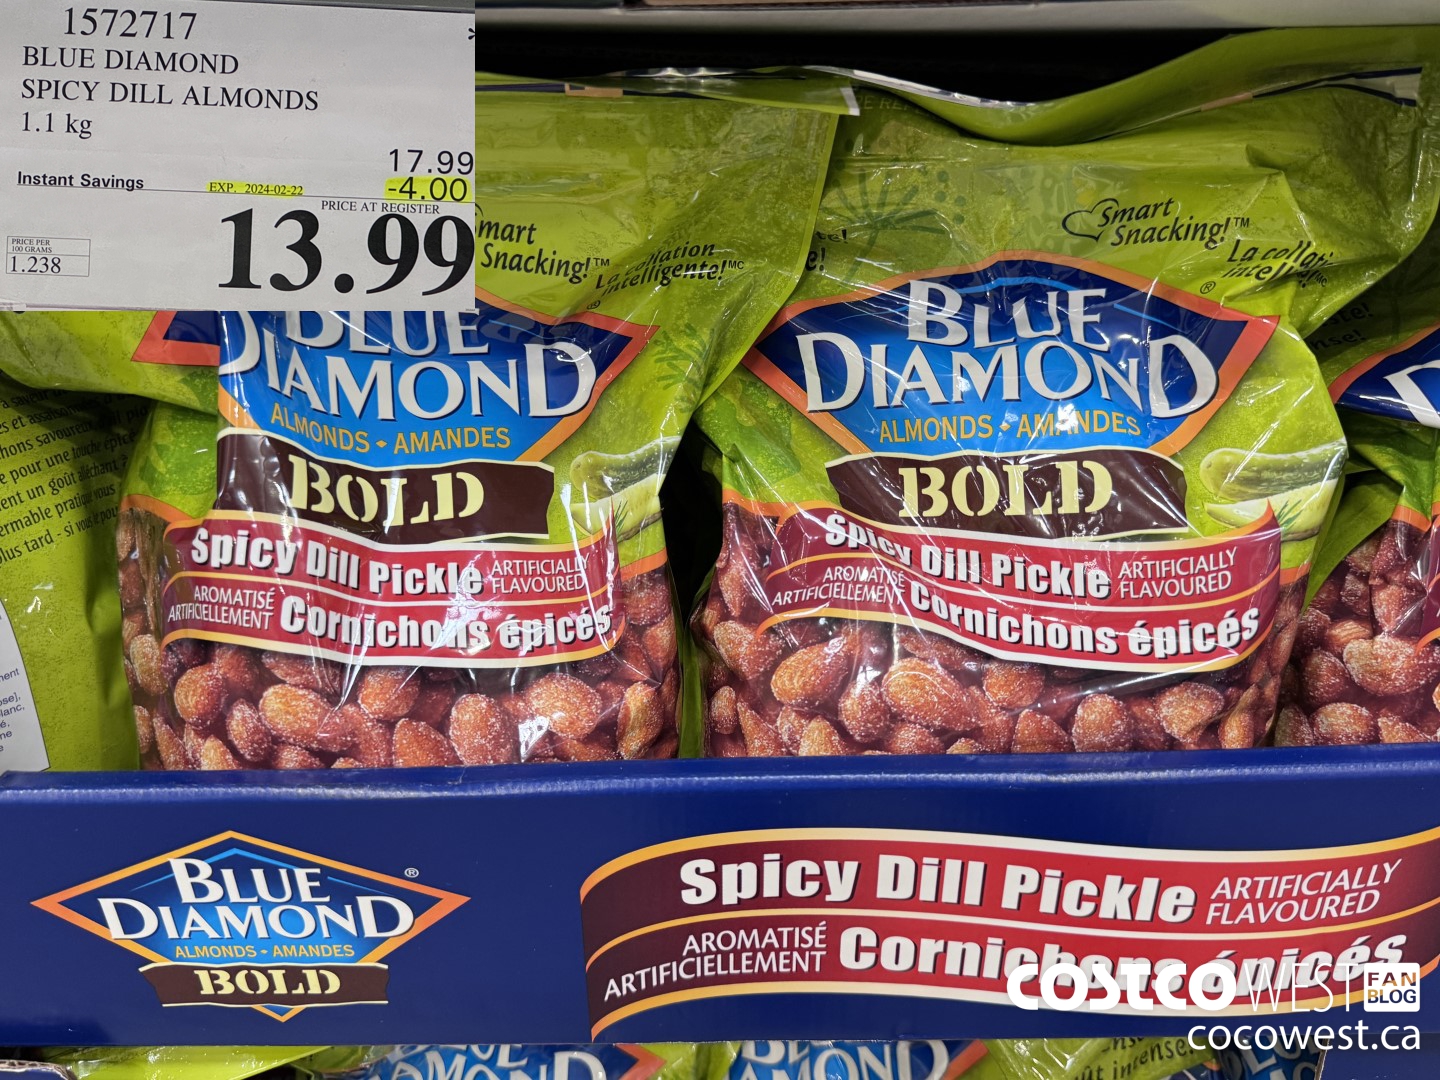 1572717
BLUE DIAMOND
SPICY DILL ALMONDS
1.1 kg
17.99
Instant Savings EXP. 2024-02-22 -4.00
PRICE AT REGISTER
PRICE PER
100 GRAMS
1.238
13.99
Smart
Snacking!™
La collation
intelligente!MC
BLUE
DIAMOND
ALMONDS • AMANDES
BOLD
Spicy Dill Pickle ARTIFICIALLY
FLAVOURED
AROMATISÉ
ARTIFICIELLEMENT Cornichons épicés
Smart
Snacking!™
BLUE ®
DIAMOND
ALMONDS • AMANDES
BOLD
Spicy Dill Pickle ARTIFICIALLY
FLAVOURED
AROMATISÉ
ARTIFICIELLEMENT Cornichons épicés
BLUE ®
DIAMOND
ALMONDS • AMANDES
BOLD
Spicy Dill Pickle ARTIFICIALLY
FLAVOURED
AROMATISÉ
ARTIFICIELLEMENT Cornichons épicés
COSTCO WEST FAN
BLOG
cocowest.ca